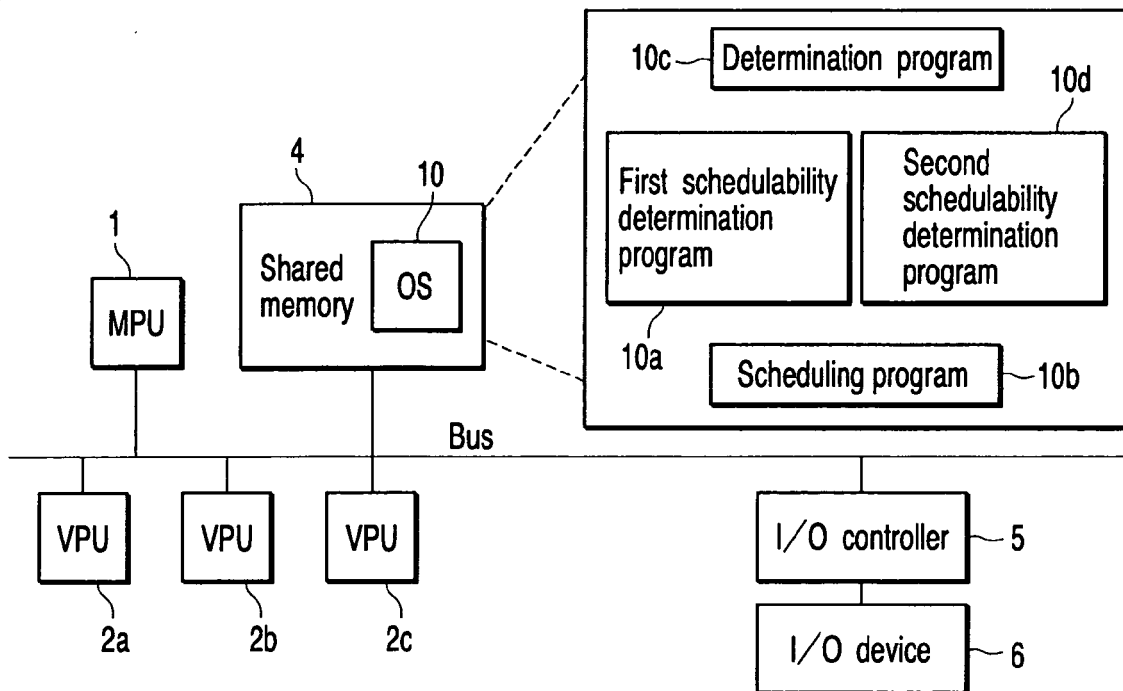 10c
Determination program
10d
4
10
First schedulability
determination
program
Second
schedulability
determination
program
1
Shared
memory
OS
MPU
10a
Scheduling program
10b
Bus
VPU
VPU
VPU
I/O controller
5
2a
2b
2c
I/O device
6